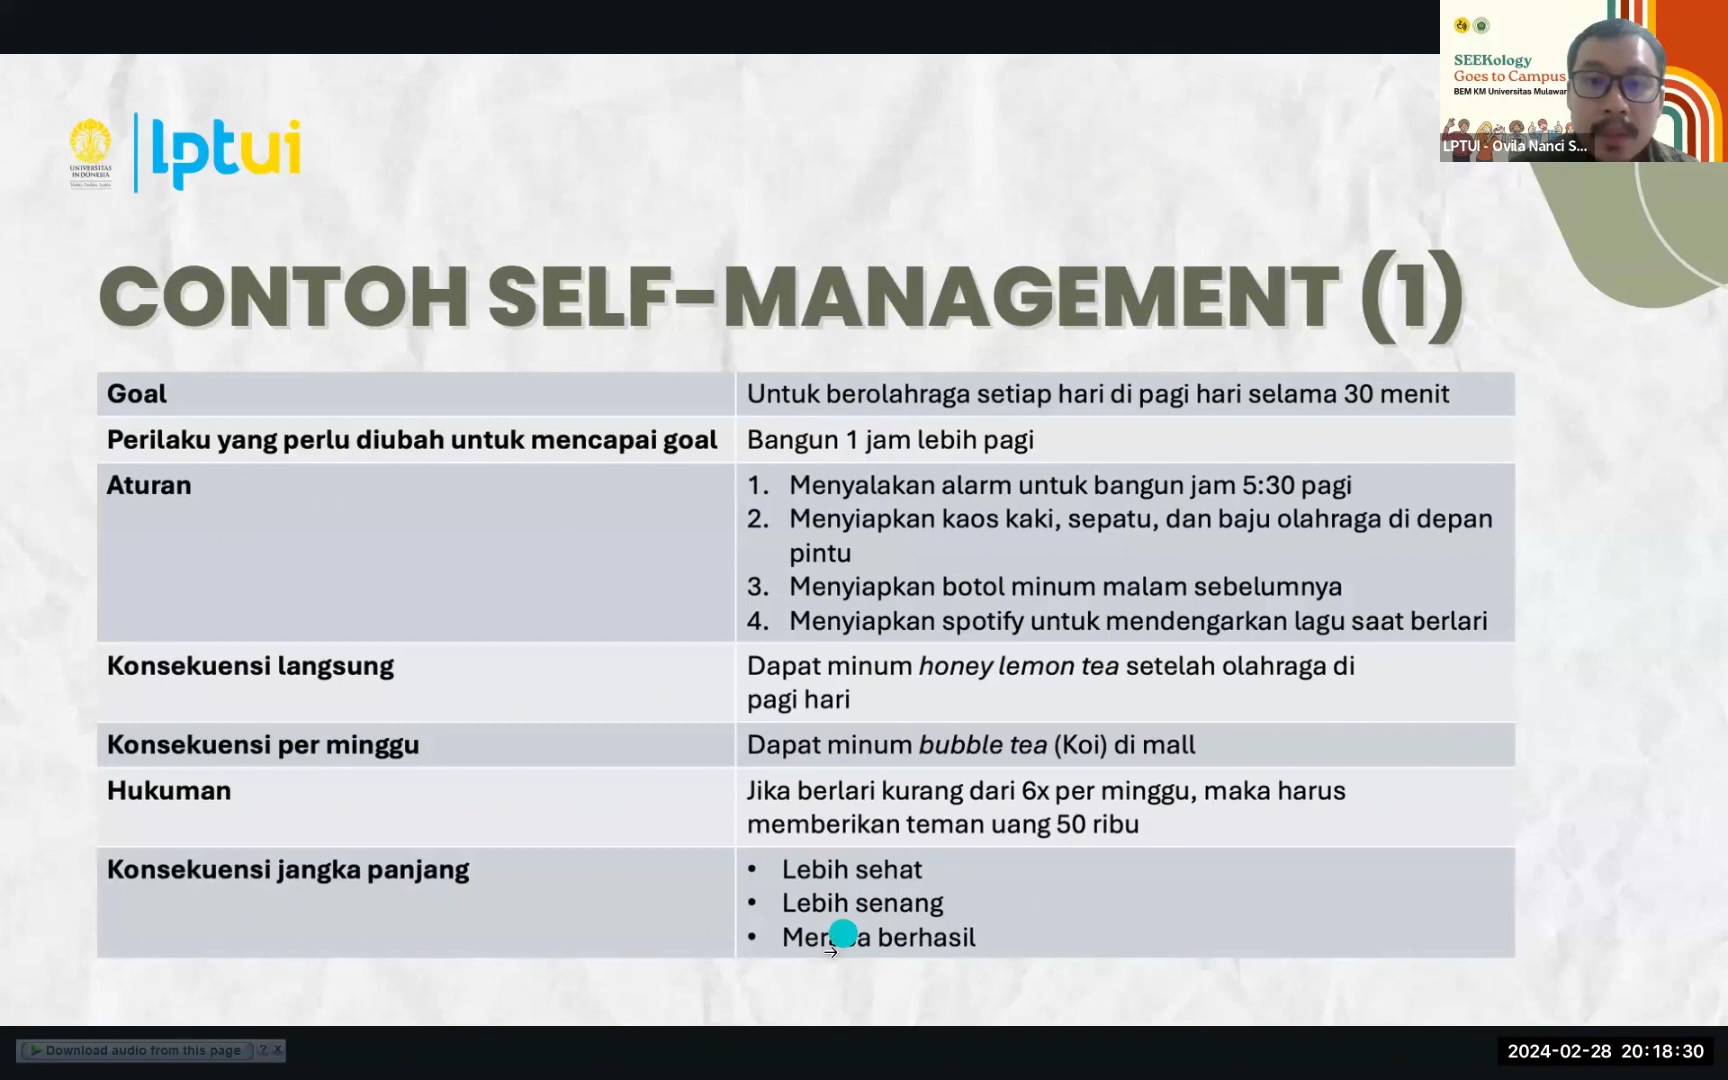 SEEKology
Goes to Campus
BEM KM Universitas Mulawar
LPTUI - Ovila Nanci S...
UNIVERSITAS
INDONESIA
lptui
CONTOH SELF-MANAGEMENT (1)
Goal
Untuk berolahraga setiap hari di pagi hari selama 30 menit
Perilaku yang perlu diubah untuk mencapai goal
Bangun 1 jam lebih pagi
Aturan
1. Menyalakan alarm untuk bangun jam 5:30 pagi
2. Menyiapkan kaos kaki, sepatu, dan baju olahraga di depan
pintu
3. Menyiapkan botol minum malam sebelumnya
4. Menyiapkan spotify untuk mendengarkan lagu saat berlari
Konsekuensi langsung
Dapat minum honey lemon tea setelah olahraga di
pagi hari
Konsekuensi per minggu
Dapat minum bubble tea (Koi) di mall
Hukuman
Jika berlari kurang dari 6x per minggu, maka harus
memberikan teman uang 50 ribu
Konsekuensi jangka panjang
• Lebih sehat
• Lebih senang
• Merasa berhasil
Download audio from this page ? X
2024-02-28 20:18:30